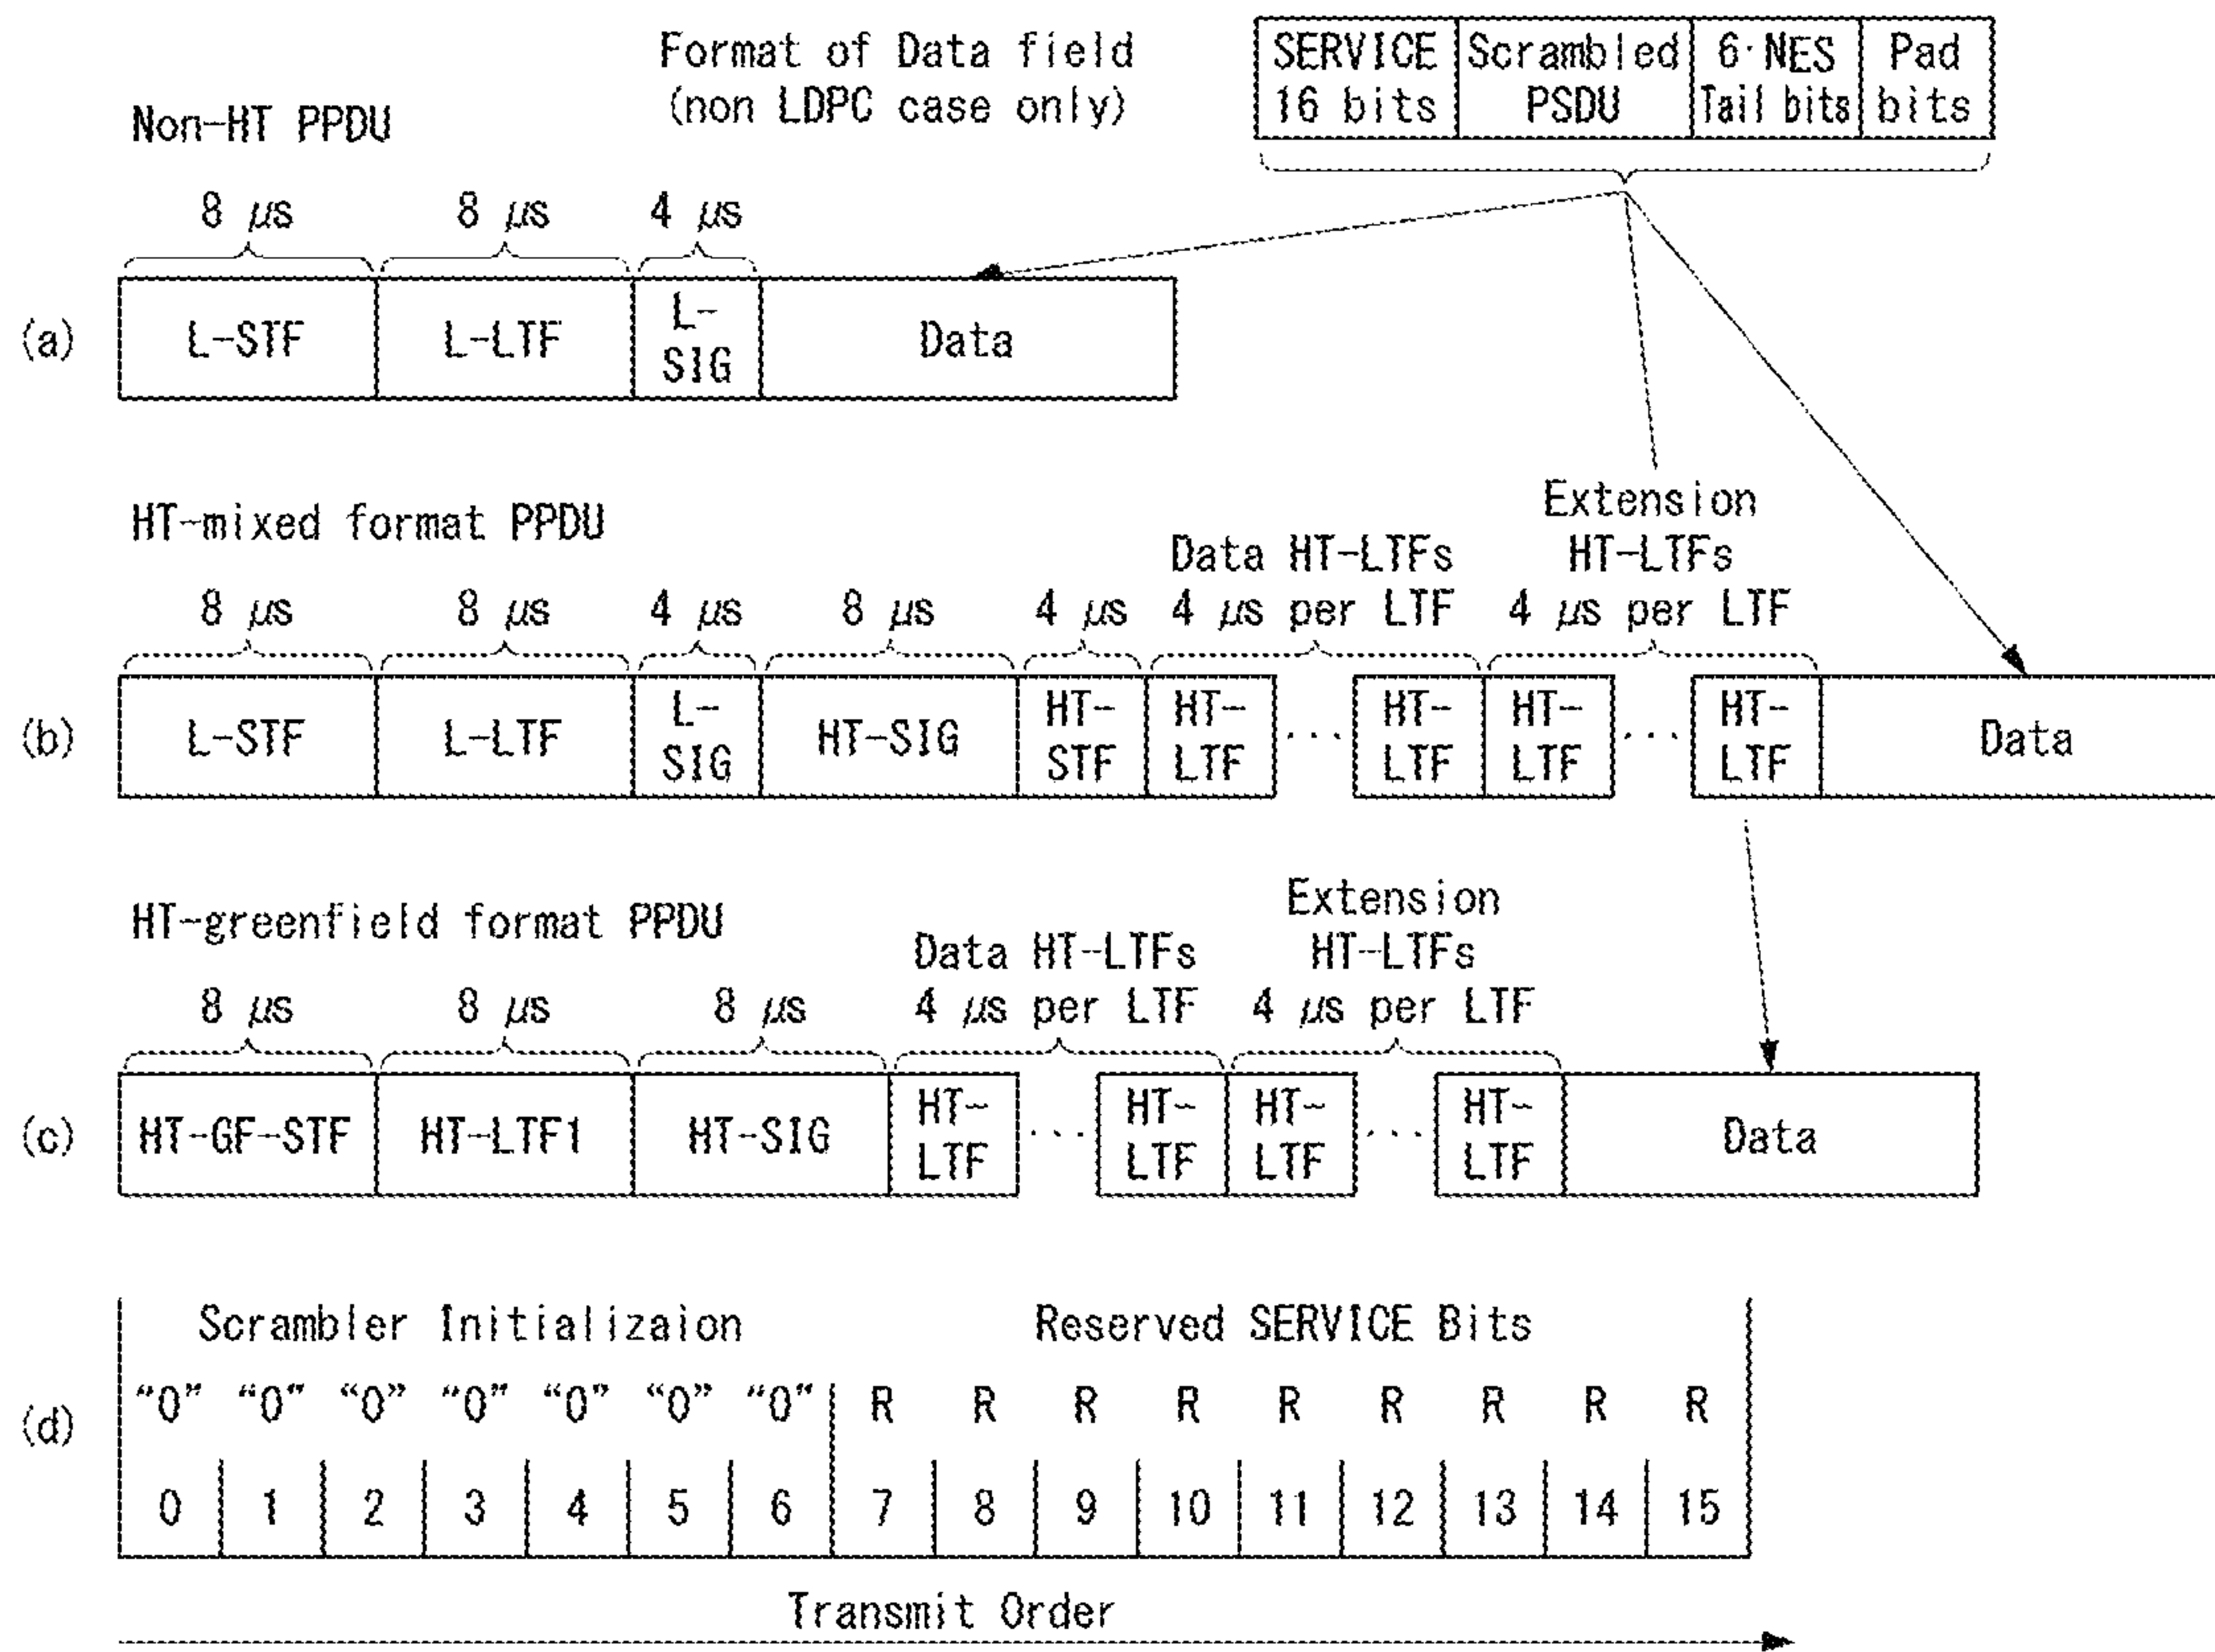 Format of Data field
(non LDPC case only)
SERVICE 16 bits
Scrambled PSDU
6·NES Tail bits
Pad bits
Non-HT PPDU
8 µs 8 µs 4 µs
(a) L-STF L-LTF L-SIG Data
HT-mixed format PPDU
Extension
Data HT-LTFs HT-LTFs
8 µs 8 µs 4 µs 8 µs 4 µs 4 µs per LTF 4 µs per LTF
(b) L-STF L-LTF L-SIG HT-SIG HT-STF HT-LTF ... HT-LTF HT-LTF ... HT-LTF Data
HT-greenfield format PPDU
Extension
Data HT-LTFs HT-LTFs
8 µs 8 µs 8 µs 4 µs per LTF 4 µs per LTF
(c) HT-GF-STF HT-LTF1 HT-SIG HT-LTF ... HT-LTF HT-LTF ... HT-LTF Data
Scrambler Initializaion Reserved SERVICE Bits
(d) “0” “0” “0” “0” “0” “0” “0” R R R R R R R R R
0 1 2 3 4 5 6 7 8 9 10 11 12 13 14 15
Transmit Order